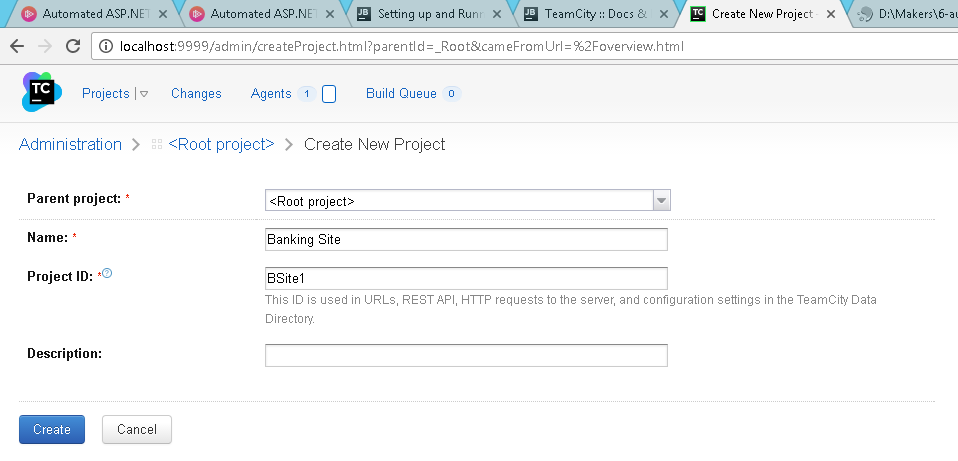 Automated ASP.NET
Automated ASP.NET
JB Setting up and Runn
JB TeamCity :: Docs &
TC Create New Project -
D:\Makers\6-au
localhost:9999/admin/createProject.html?parentId=_Root&cameFromUrl=%2Foverview.html
TC Projects Changes Agents 1 Build Queue 0
Administration > <Root project> > Create New Project
Parent project: * <Root project>
Name: * Banking Site
Project ID: * ? BSite1
This ID is used in URLs, REST API, HTTP requests to the server, and configuration settings in the TeamCity Data
Directory.
Description:
Create Cancel